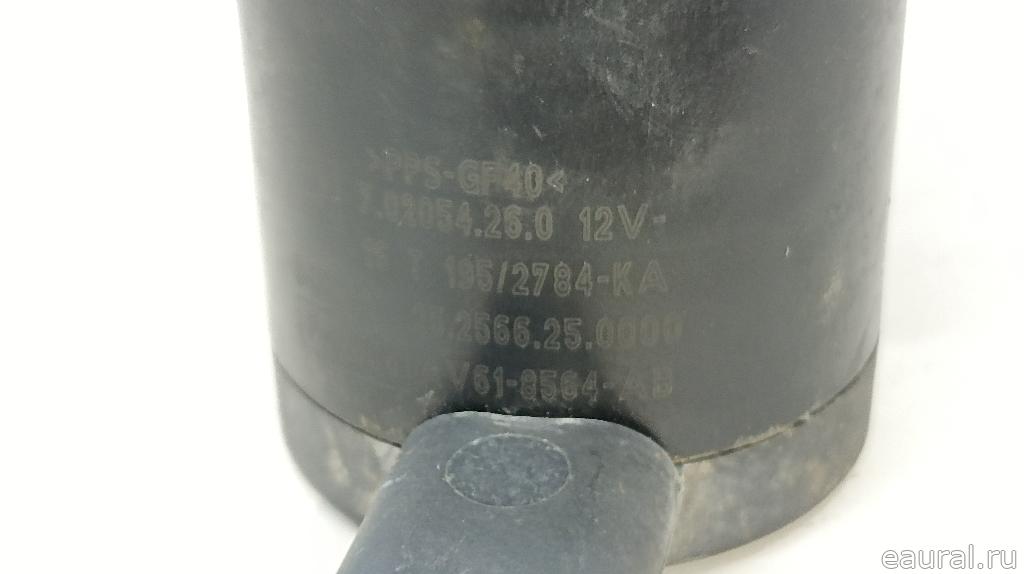 >PPS-GF40<
7.02054.26.0 12V
195/2784-KA
.2566.25.0000
V61-8564-AB
eaural.ru